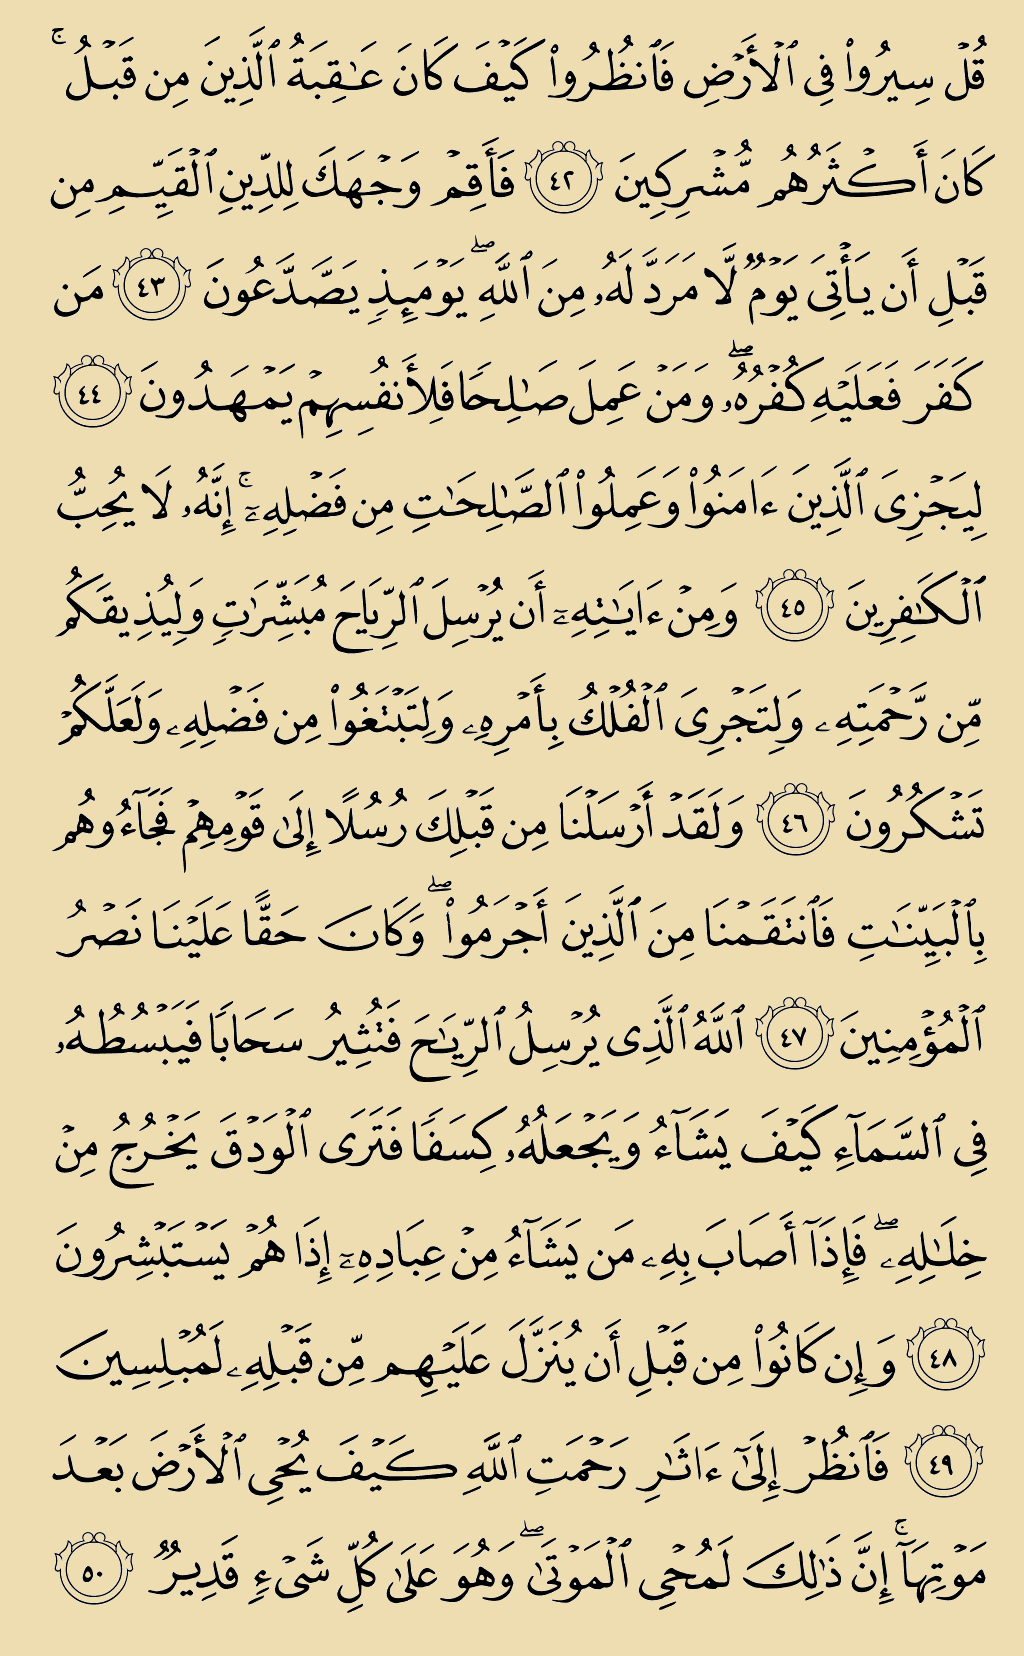 قُلْ سِيرُوا۟ فِى ٱلْأَرْضِ فَٱنظُرُوا۟ كَيْفَ كَانَ عَـٰقِبَةُ ٱلَّذِينَ مِن قَبْلُ ۚ
كَانَ أَكْثَرُهُم مُّشْرِكِينَ ٤٢ فَأَقِمْ وَجْهَكَ لِلدِّينِ ٱلْقَيِّمِ مِن
قَبْلِ أَن يَأْتِىَ يَوْمٌ لَّا مَرَدَّ لَهُۥ مِنَ ٱللَّهِ ۖ يَوْمَئِذٍ يَصَّدَّعُونَ ٤٣ مَن
كَفَرَ فَعَلَيْهِ كُفْرُهُۥ ۖ وَمَنْ عَمِلَ صَـٰلِحًا فَلِأَنفُسِهِمْ يَمْهَدُونَ ٤٤
لِيَجْزِىَ ٱلَّذِينَ ءَامَنُوا۟ وَعَمِلُوا۟ ٱلصَّـٰلِحَـٰتِ مِن فَضْلِهِۦٓ ۚ إِنَّهُۥ لَا يُحِبُّ
ٱلْكَـٰفِرِينَ ٤٥ وَمِنْ ءَايَـٰتِهِۦٓ أَن يُرْسِلَ ٱلرِّيَاحَ مُبَشِّرَٰتٍ وَلِيُذِيقَكُم
مِّن رَّحْمَتِهِۦ وَلِتَجْرِىَ ٱلْفُلْكُ بِأَمْرِهِۦ وَلِتَبْتَغُوا۟ مِن فَضْلِهِۦ وَلَعَلَّكُمْ
تَشْكُرُونَ ٤٦ وَلَقَدْ أَرْسَلْنَا مِن قَبْلِكَ رُسُلًا إِلَىٰ قَوْمِهِمْ فَجَآءُوهُم
بِٱلْبَيِّنَـٰتِ فَٱنتَقَمْنَا مِنَ ٱلَّذِينَ أَجْرَمُوا۟ ۖ وَكَانَ حَقًّا عَلَيْنَا نَصْرُ
ٱلْمُؤْمِنِينَ ٤٧ ٱللَّهُ ٱلَّذِى يُرْسِلُ ٱلرِّيَـٰحَ فَتُثِيرُ سَحَابًا فَيَبْسُطُهُۥ
فِى ٱلسَّمَآءِ كَيْفَ يَشَآءُ وَيَجْعَلُهُۥ كِسَفًا فَتَرَى ٱلْوَدْقَ يَخْرُجُ مِنْ
خِلَـٰلِهِۦ ۖ فَإِذَآ أَصَابَ بِهِۦ مَن يَشَآءُ مِنْ عِبَادِهِۦٓ إِذَا هُمْ يَسْتَبْشِرُونَ
٤٨ وَإِن كَانُوا۟ مِن قَبْلِ أَن يُنَزَّلَ عَلَيْهِم مِّن قَبْلِهِۦ لَمُبْلِسِينَ
٤٩ فَٱنظُرْ إِلَىٰٓ ءَاثَـٰرِ رَحْمَتِ ٱللَّهِ كَيْفَ يُحْىِ ٱلْأَرْضَ بَعْدَ
مَوْتِهَآ ۚ إِنَّ ذَٰلِكَ لَمُحْىِ ٱلْمَوْتَىٰ ۖ وَهُوَ عَلَىٰ كُلِّ شَىْءٍ قَدِيرٌ ٥٠